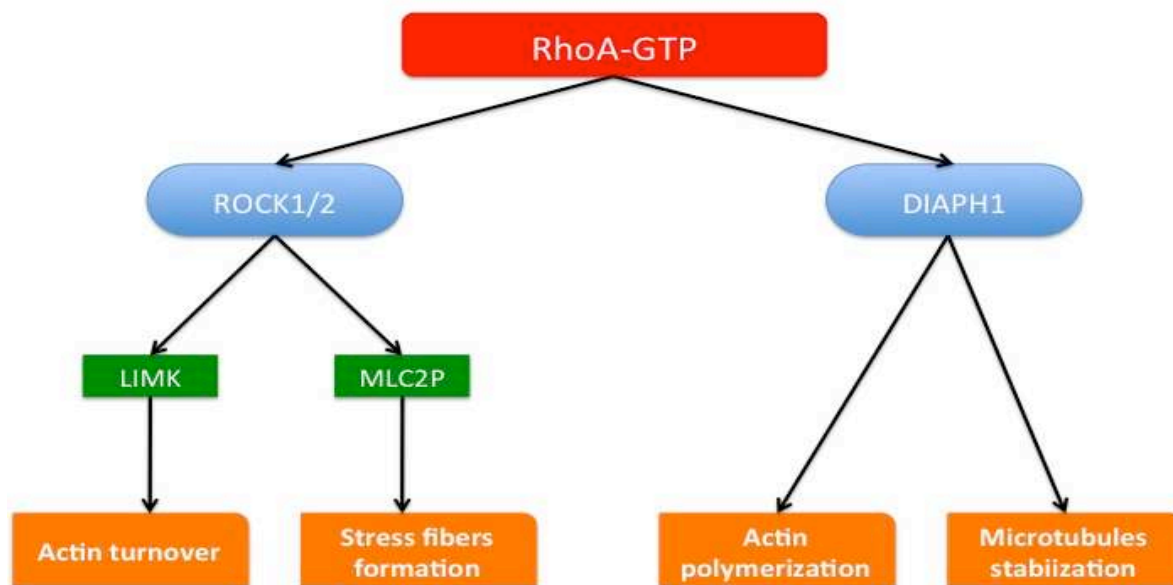 RhoA-GTP
ROCK1/2
DIAPH1
LIMK
MLC2P
Actin turnover
Stress fibers
formation
Actin
polymerization
Microtubules
stabiization